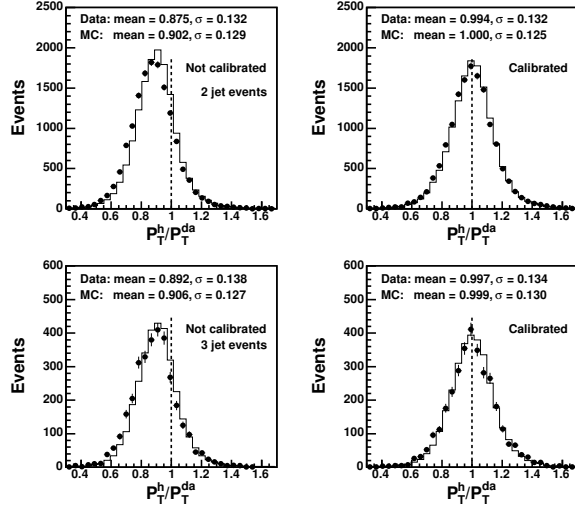 Data: mean = 0.875, σ = 0.132
MC: mean = 0.902, σ = 0.129
Not calibrated
2 jet events
Events
2500
2000
1500
1000
500
0
0.4 0.6 0.8 1 1.2 1.4 1.6
P_T^h/P_T^da
Data: mean = 0.994, σ = 0.132
MC: mean = 1.000, σ = 0.125
Calibrated
Events
2500
2000
1500
1000
500
0
0.4 0.6 0.8 1 1.2 1.4 1.6
P_T^h/P_T^da
Data: mean = 0.892, σ = 0.138
MC: mean = 0.906, σ = 0.127
Not calibrated
3 jet events
Events
600
500
400
300
200
100
0
0.4 0.6 0.8 1 1.2 1.4 1.6
P_T^h/P_T^da
Data: mean = 0.997, σ = 0.134
MC: mean = 0.999, σ = 0.130
Calibrated
Events
600
500
400
300
200
100
0
0.4 0.6 0.8 1 1.2 1.4 1.6
P_T^h/P_T^da